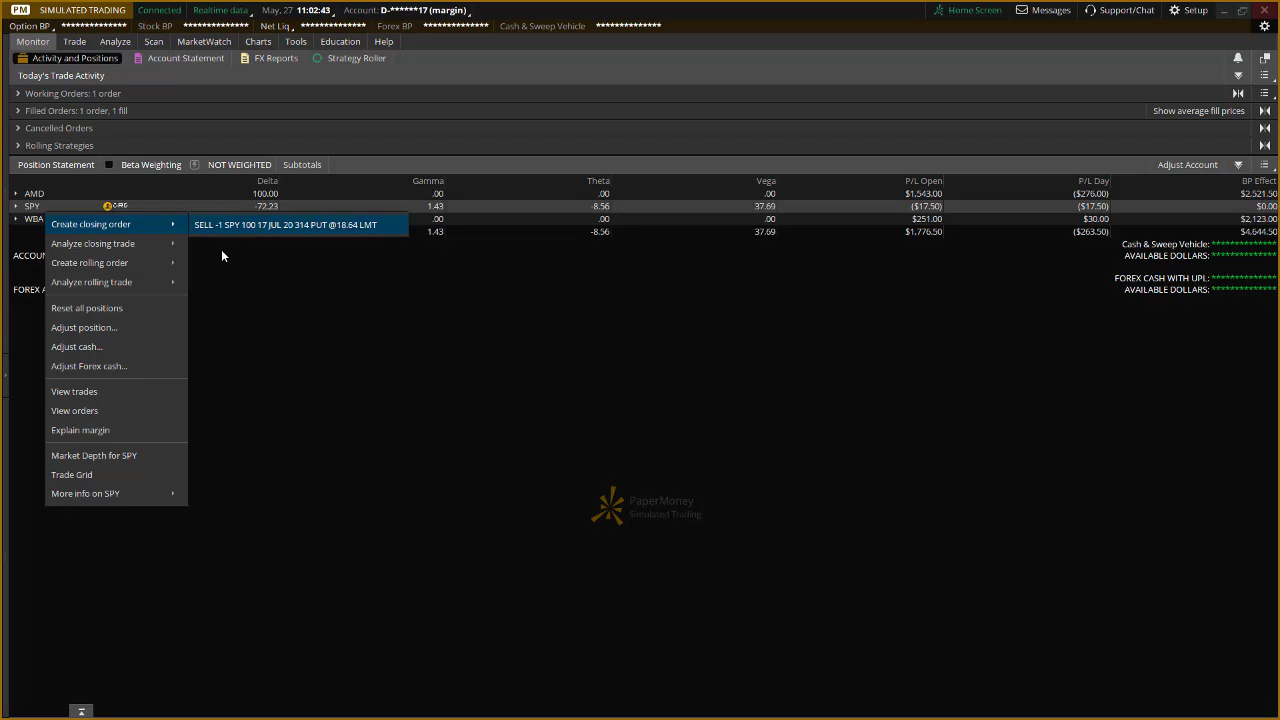 PM SIMULATED TRADING Connected Realtime data May, 27 11:02:43 Account: D-******17 (margin) Home Screen Messages Support/Chat Setup
Option BP ************** Stock BP ************** Net Liq ************** Forex BP ************** Cash & Sweep Vehicle **************
Monitor Trade Analyze Scan MarketWatch Charts Tools Education Help
Activity and Positions Account Statement FX Reports Strategy Roller
Today's Trade Activity
Working Orders: 1 order
Filled Orders: 1 order, 1 fill Show average fill prices
Cancelled Orders
Rolling Strategies
Position Statement Beta Weighting NOT WEIGHTED Subtotals Adjust Account
Delta Gamma Theta Vega P/L Open P/L Day BP Effect
AMD 100.00 .00 .00 .00 $1,543.00 ($276.00) $2,521.50
SPY -72.23 1.43 -8.56 37.69 ($17.50) ($17.50) $0.00
WBA .00 .00 .00 $251.00 $30.00 $2,123.00
1.43 -8.56 37.69 $1,776.50 ($263.50) $4,644.50
Create closing order SELL -1 SPY 100 17 JUL 20 314 PUT @18.64 LMT
Analyze closing trade
Create rolling order
Analyze rolling trade
Reset all positions
Adjust position...
Adjust cash...
Adjust Forex cash...
View trades
View orders
Explain margin
Market Depth for SPY
Trade Grid
More info on SPY
Cash & Sweep Vehicle: **************
ACCOUN AVAILABLE DOLLARS: **************
FOREX CASH WITH UPL: **************
FOREX A AVAILABLE DOLLARS: **************
PaperMoney
Simulated Trading